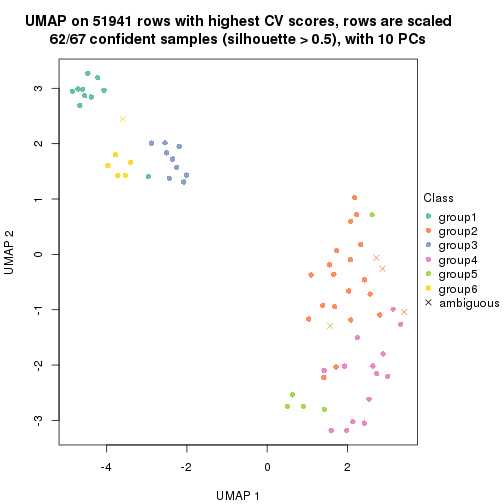 UMAP on 51941 rows with highest CV scores, rows are scaled
62/67 confident samples (silhouette > 0.5), with 10 PCs
UMAP 2
3
2
1
0
-1
-2
-3
-4
-2
0
2
UMAP 1
Class
group1
group2
group3
group4
group5
group6
ambiguous